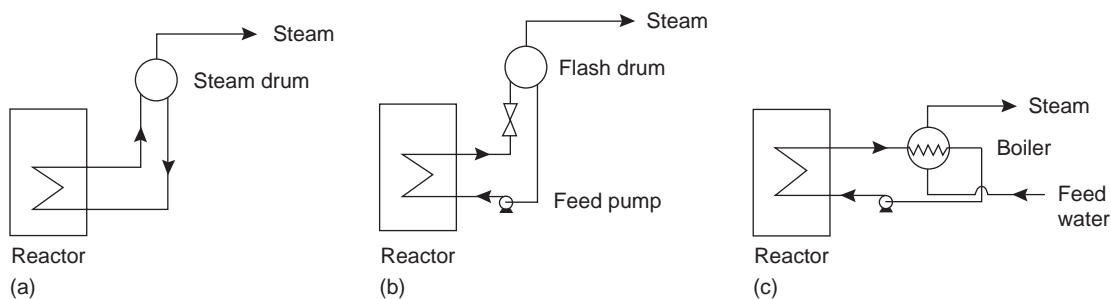 Steam
Steam drum
Reactor
(a)
Steam
Flash drum
Feed pump
Reactor
(b)
Steam
Boiler
Feed
water
Reactor
(c)